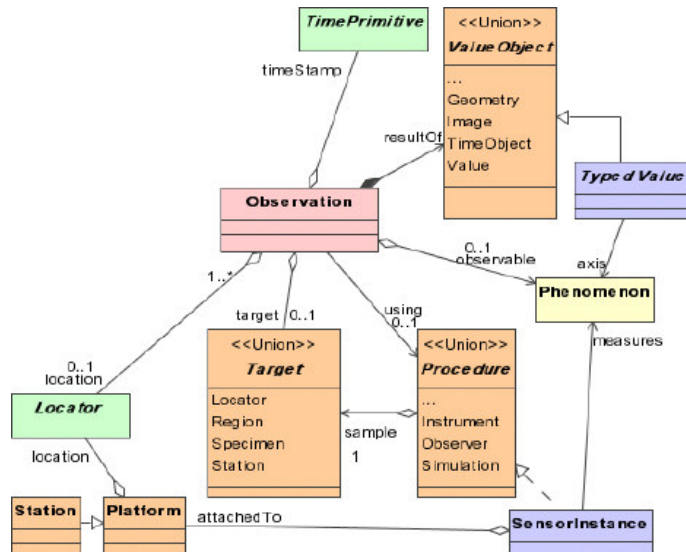 TimePrimitive
<<Union>>
ValueObject
...
Geometry
Image
TimeObject
Value
timeStamp
resultOf
TypedValue
Observation
0..1
observable
axis
Phenomenon
1..*
target
0..1
using
0..1
measures
<<Union>>
Target
Locator
Region
Specimen
Station
<<Union>>
Procedure
...
Instrument
Observer
Simulation
0..1
location
Locator
sample
1
location
Station
Platform
attachedTo
SensorInstance